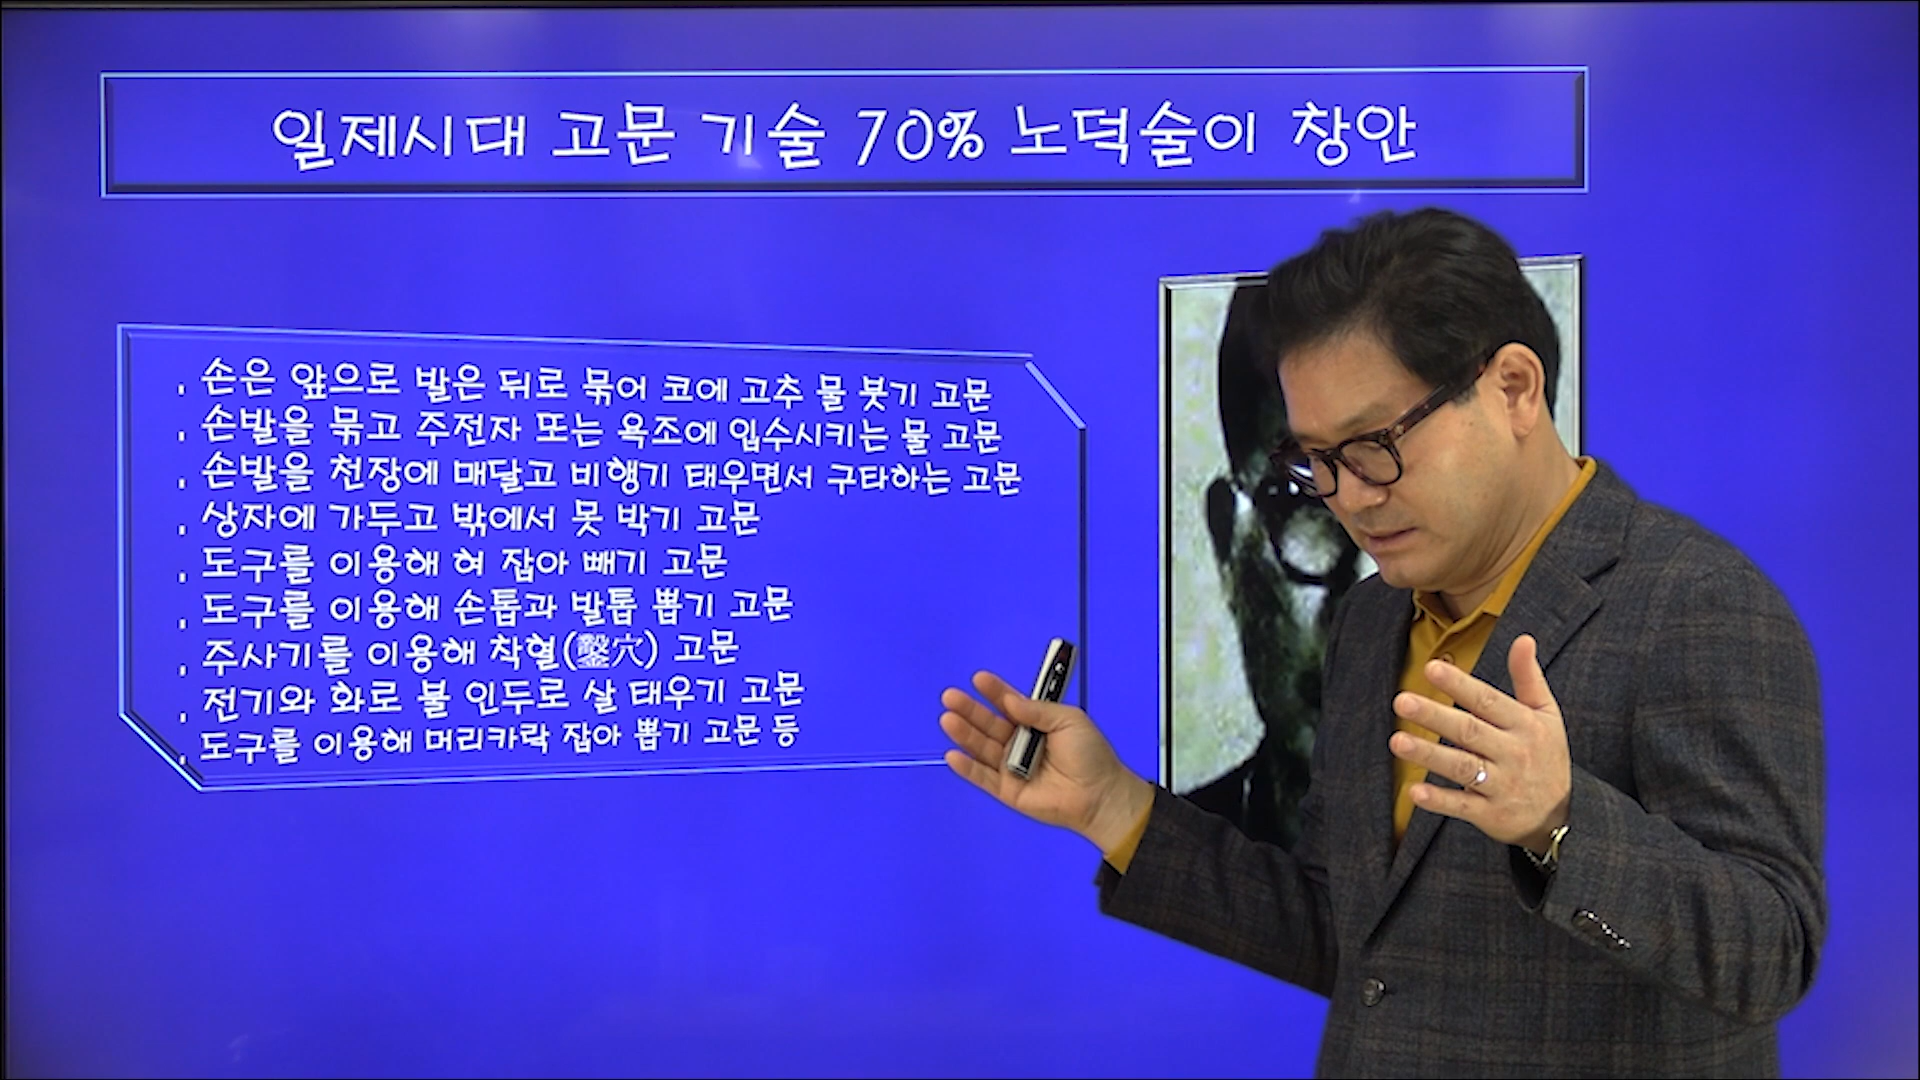 일제시대 고문 기술 70% 노덕술이 창안
. 손은 앞으로 발은 뒤로 묶어 코에 고추 물 붓기 고문
. 손발을 묶고 주전자 또는 욕조에 입수시키는 물 고문
. 손발을 천장에 매달고 비행기 태우면서 구타하는 고문
. 상자에 가두고 밖에서 못 박기 고문
. 도구를 이용해 혀 잡아 빼기 고문
. 도구를 이용해 손톱과 발톱 뽑기 고문
. 주사기를 이용해 착혈(鑿穴) 고문
. 전기와 화로 불 인두로 살 태우기 고문
. 도구를 이용해 머리카락 잡아 뽑기 고문 등